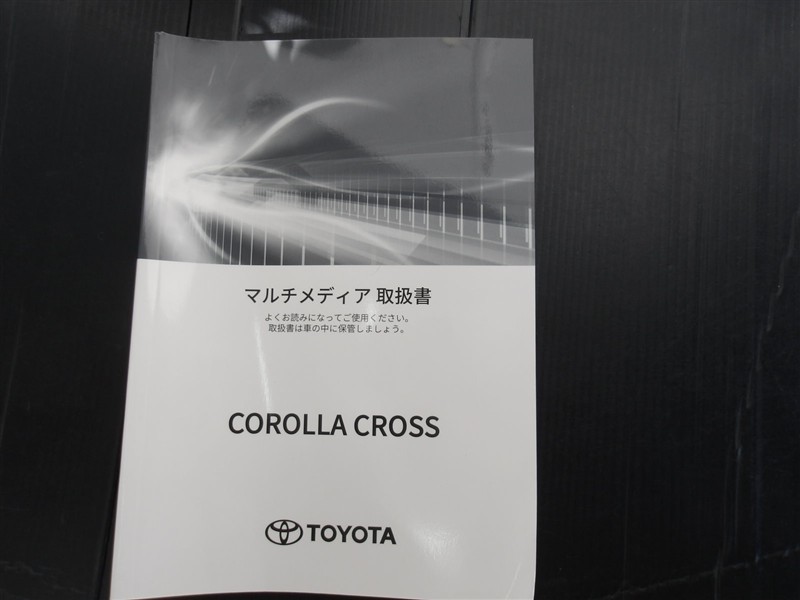 マルチメディア 取扱書
よくお読みになってご使用ください。
取扱書は車の中に保管しましょう。
COROLLA CROSS
TOYOTA